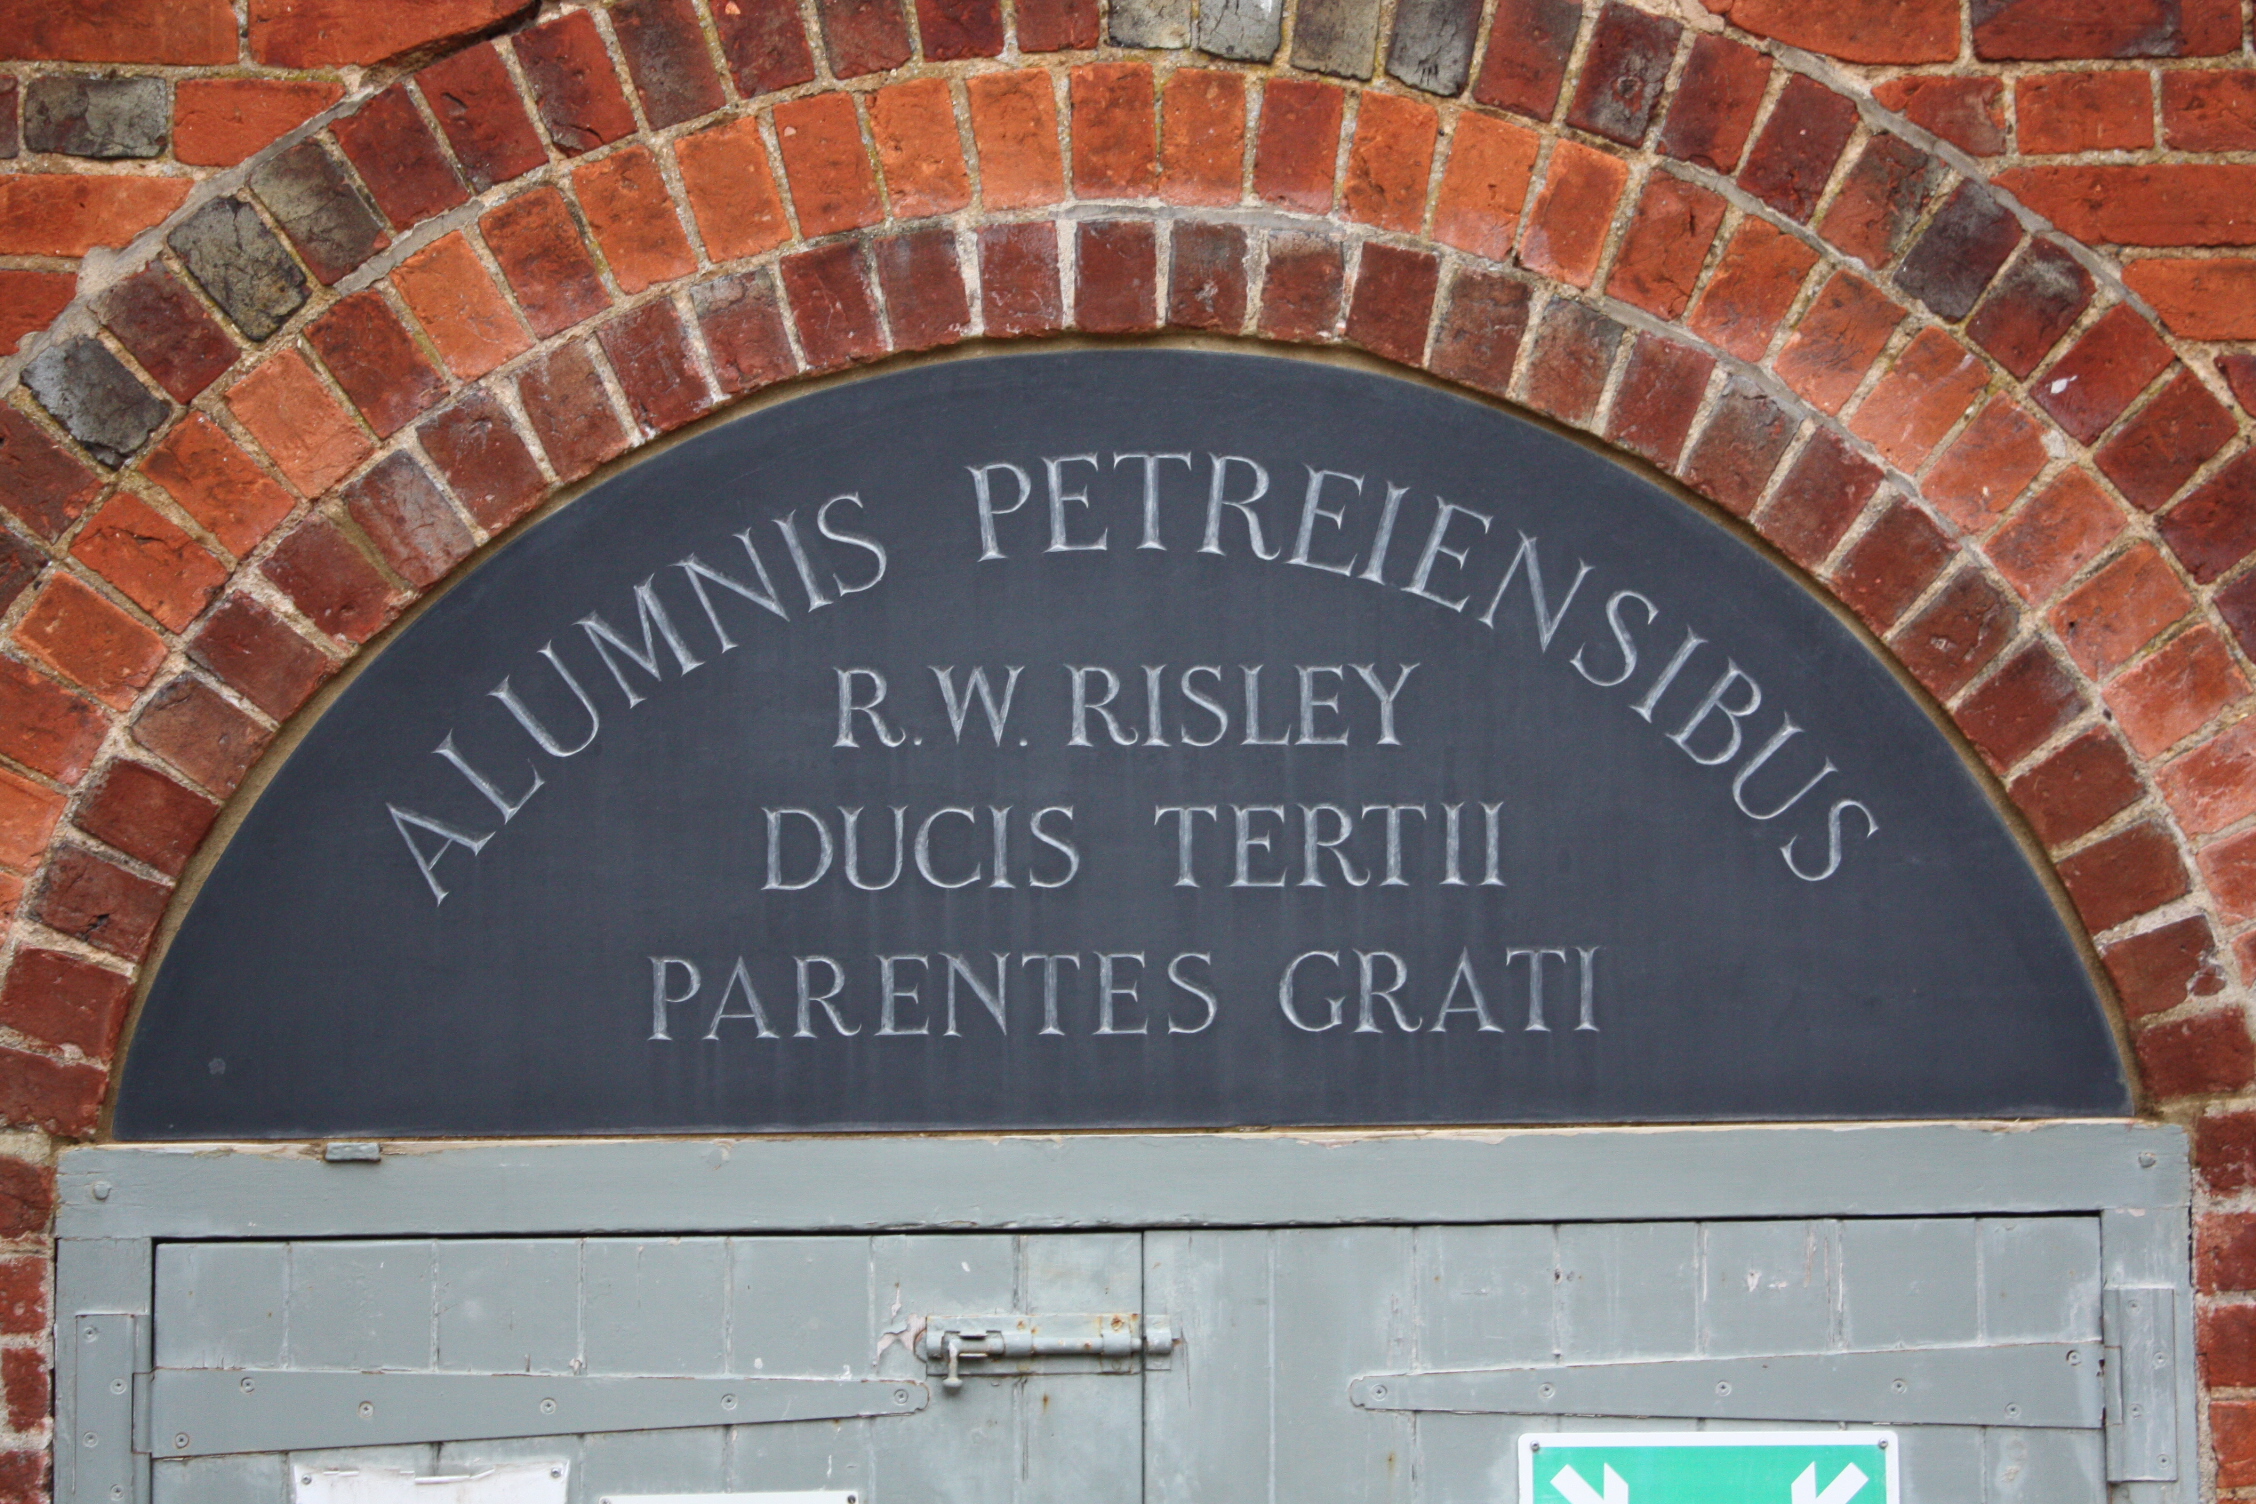 ALUMNIS PETREIENSIBUS
R.W. RISLEY
DUCIS TERTII
PARENTES GRATI